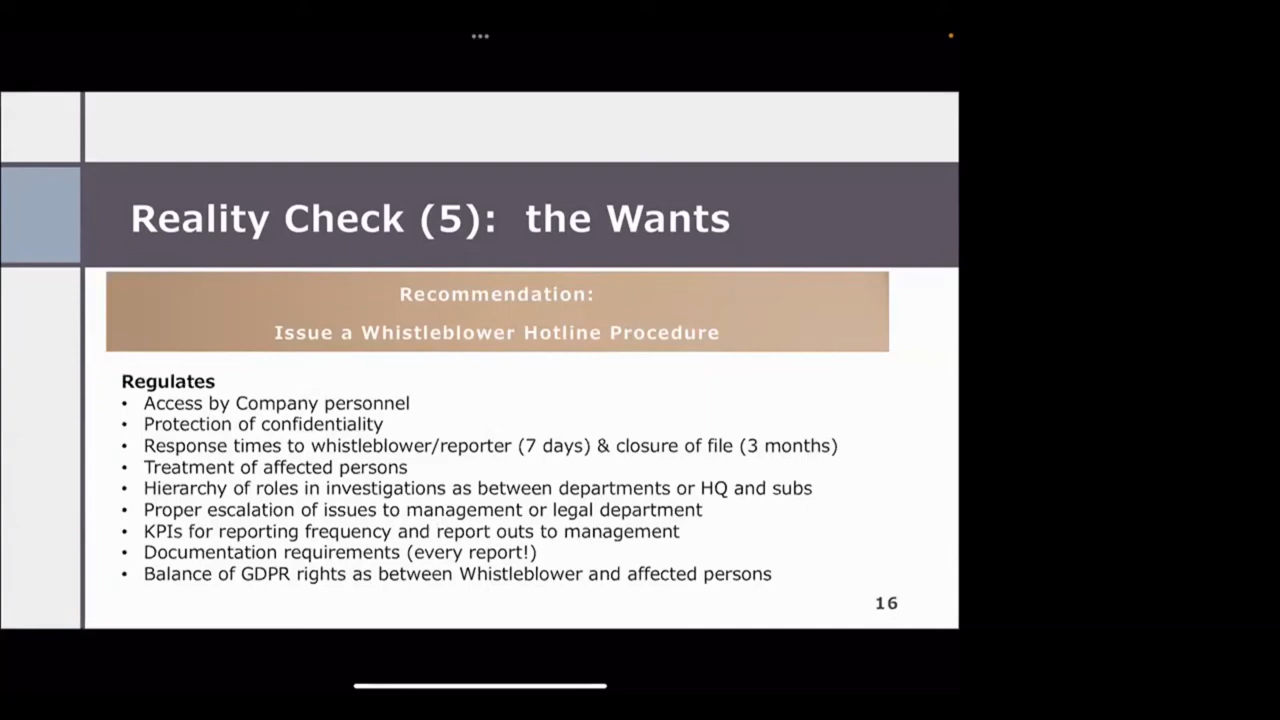 Reality Check (5): the Wants
Recommendation:
Issue a Whistleblower Hotline Procedure
Regulates
• Access by Company personnel
• Protection of confidentiality
• Response times to whistleblower/reporter (7 days) & closure of file (3 months)
• Treatment of affected persons
• Hierarchy of roles in investigations as between departments or HQ and subs
• Proper escalation of issues to management or legal department
• KPIs for reporting frequency and report outs to management
• Documentation requirements (every report!)
• Balance of GDPR rights as between Whistleblower and affected persons
16